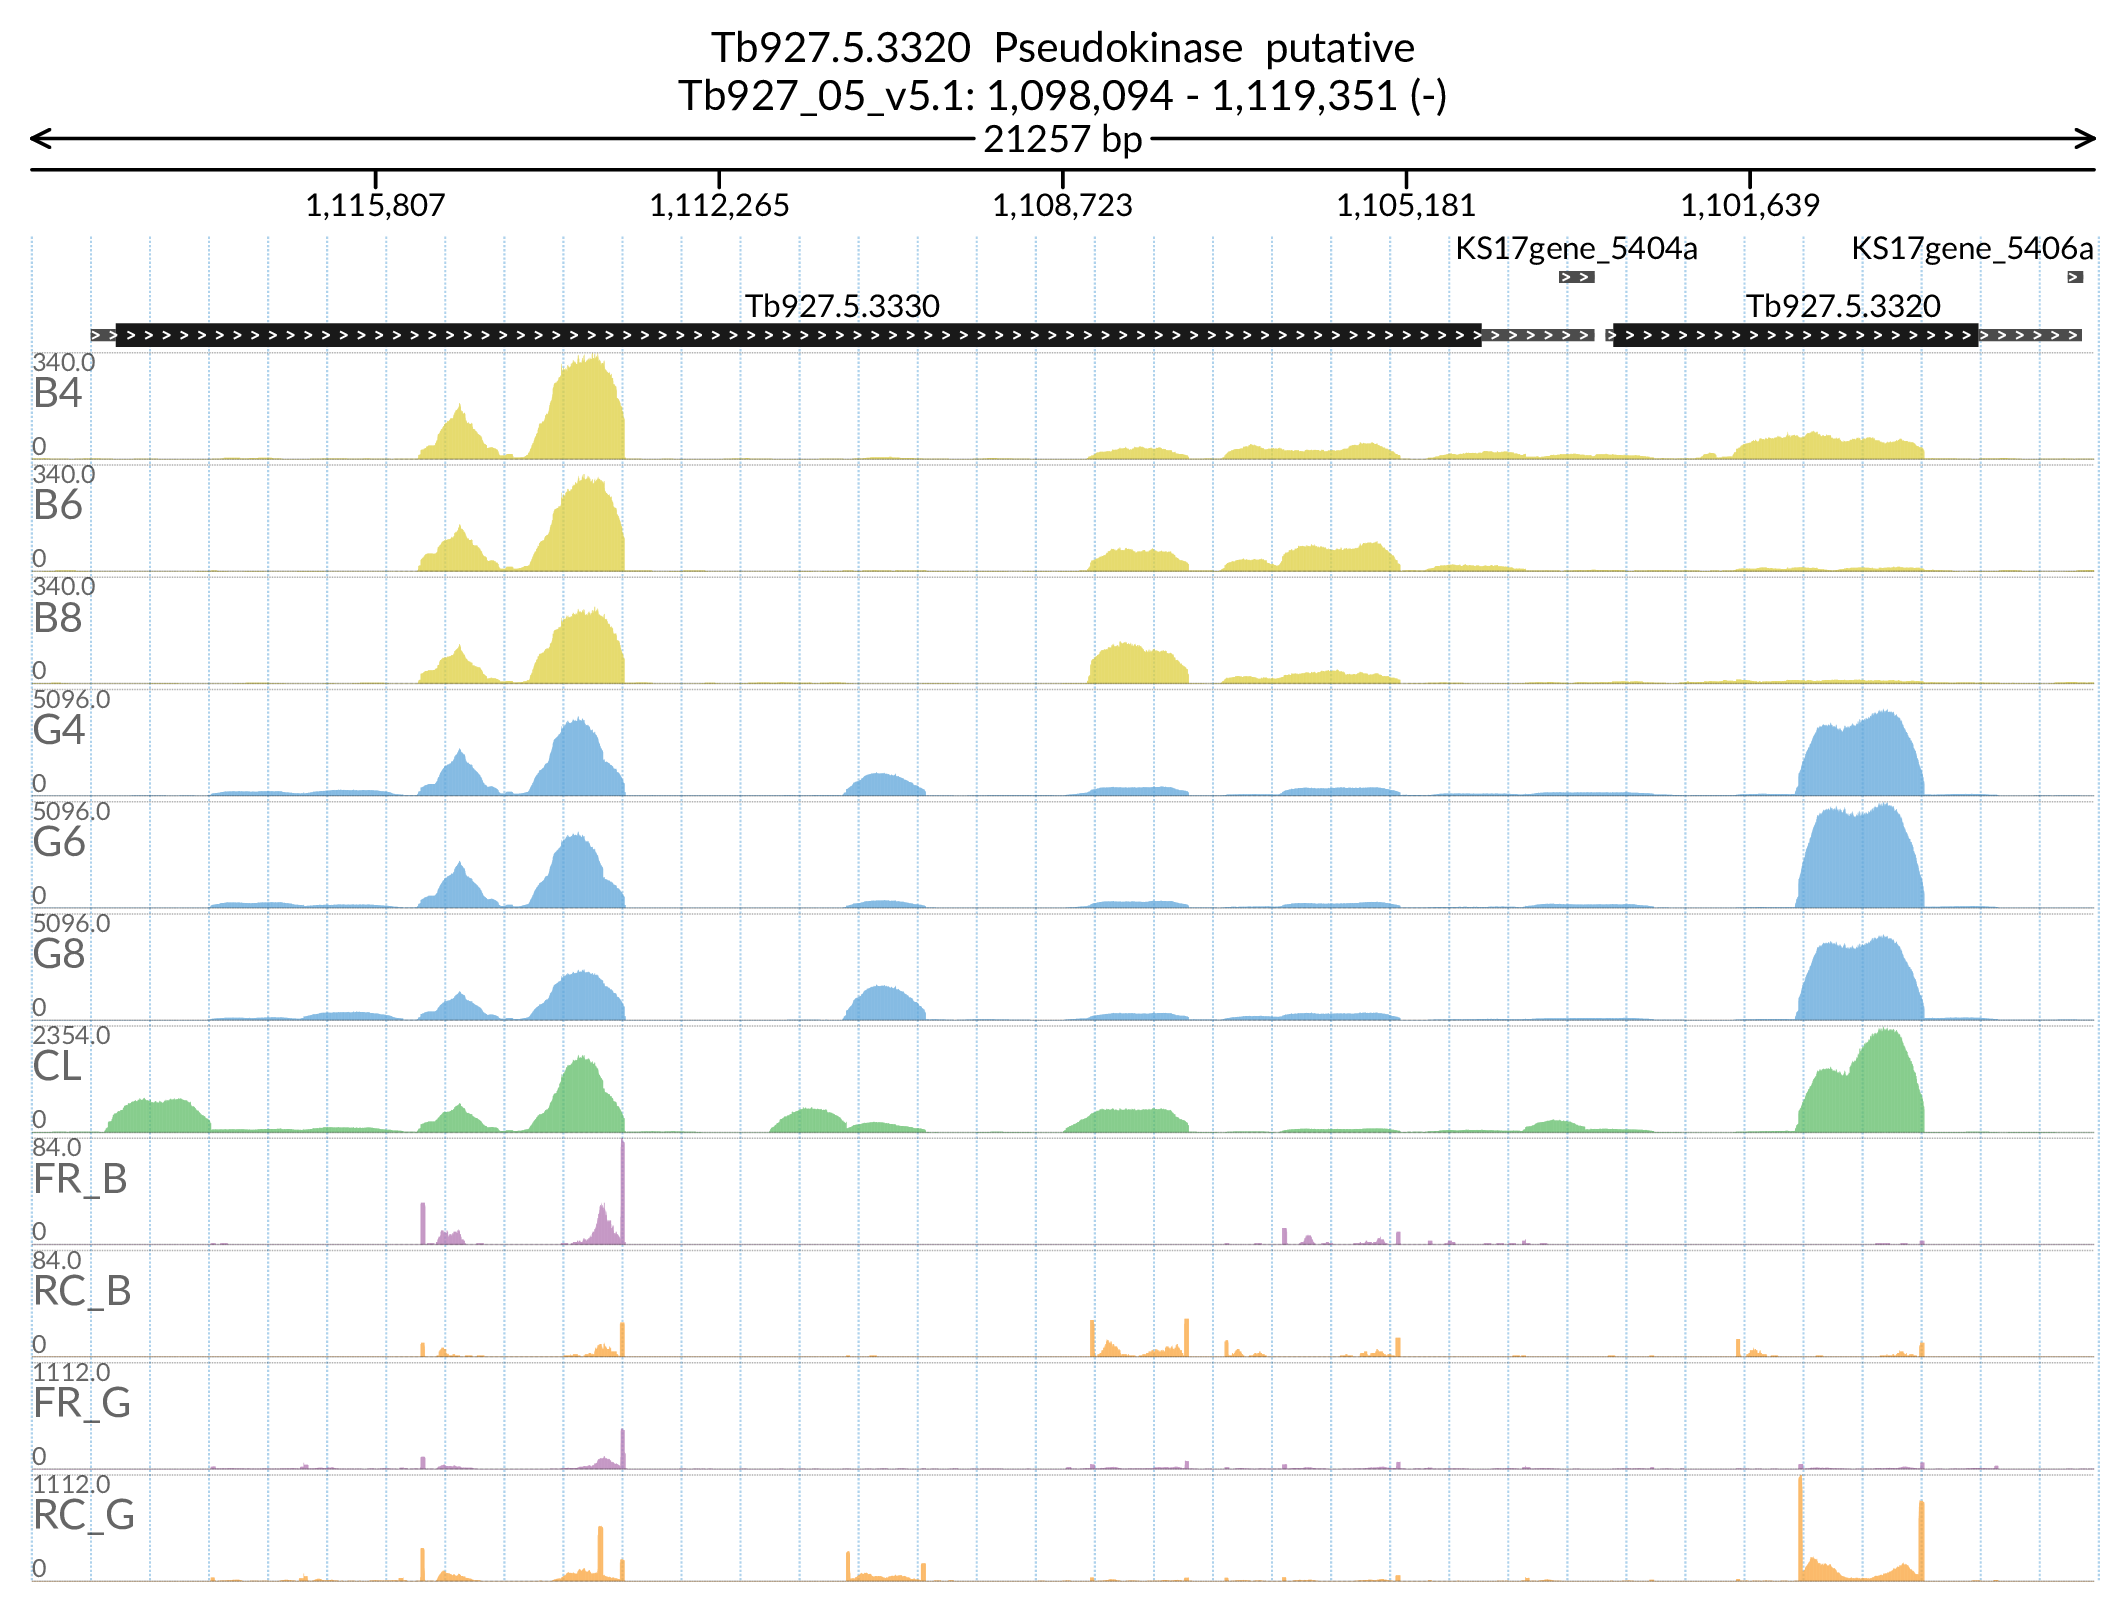 Tb927.5.3320 Pseudokinase putative
Tb927_05_v5.1: 1,098,094 - 1,119,351 (-)
21257 bp
1,115,807 1,112,265 1,108,723 1,105,181 1,101,639
KS17gene_5404a KS17gene_5406a
Tb927.5.3330 Tb927.5.3320
340.0
B4
0
340.0
B6
0
340.0
B8
0
5096.0
G4
0
5096.0
G6
0
5096.0
G8
0
2354.0
CL
0
84.0
FR_B
0
84.0
RC_B
0
1112.0
FR_G
0
1112.0
RC_G
0